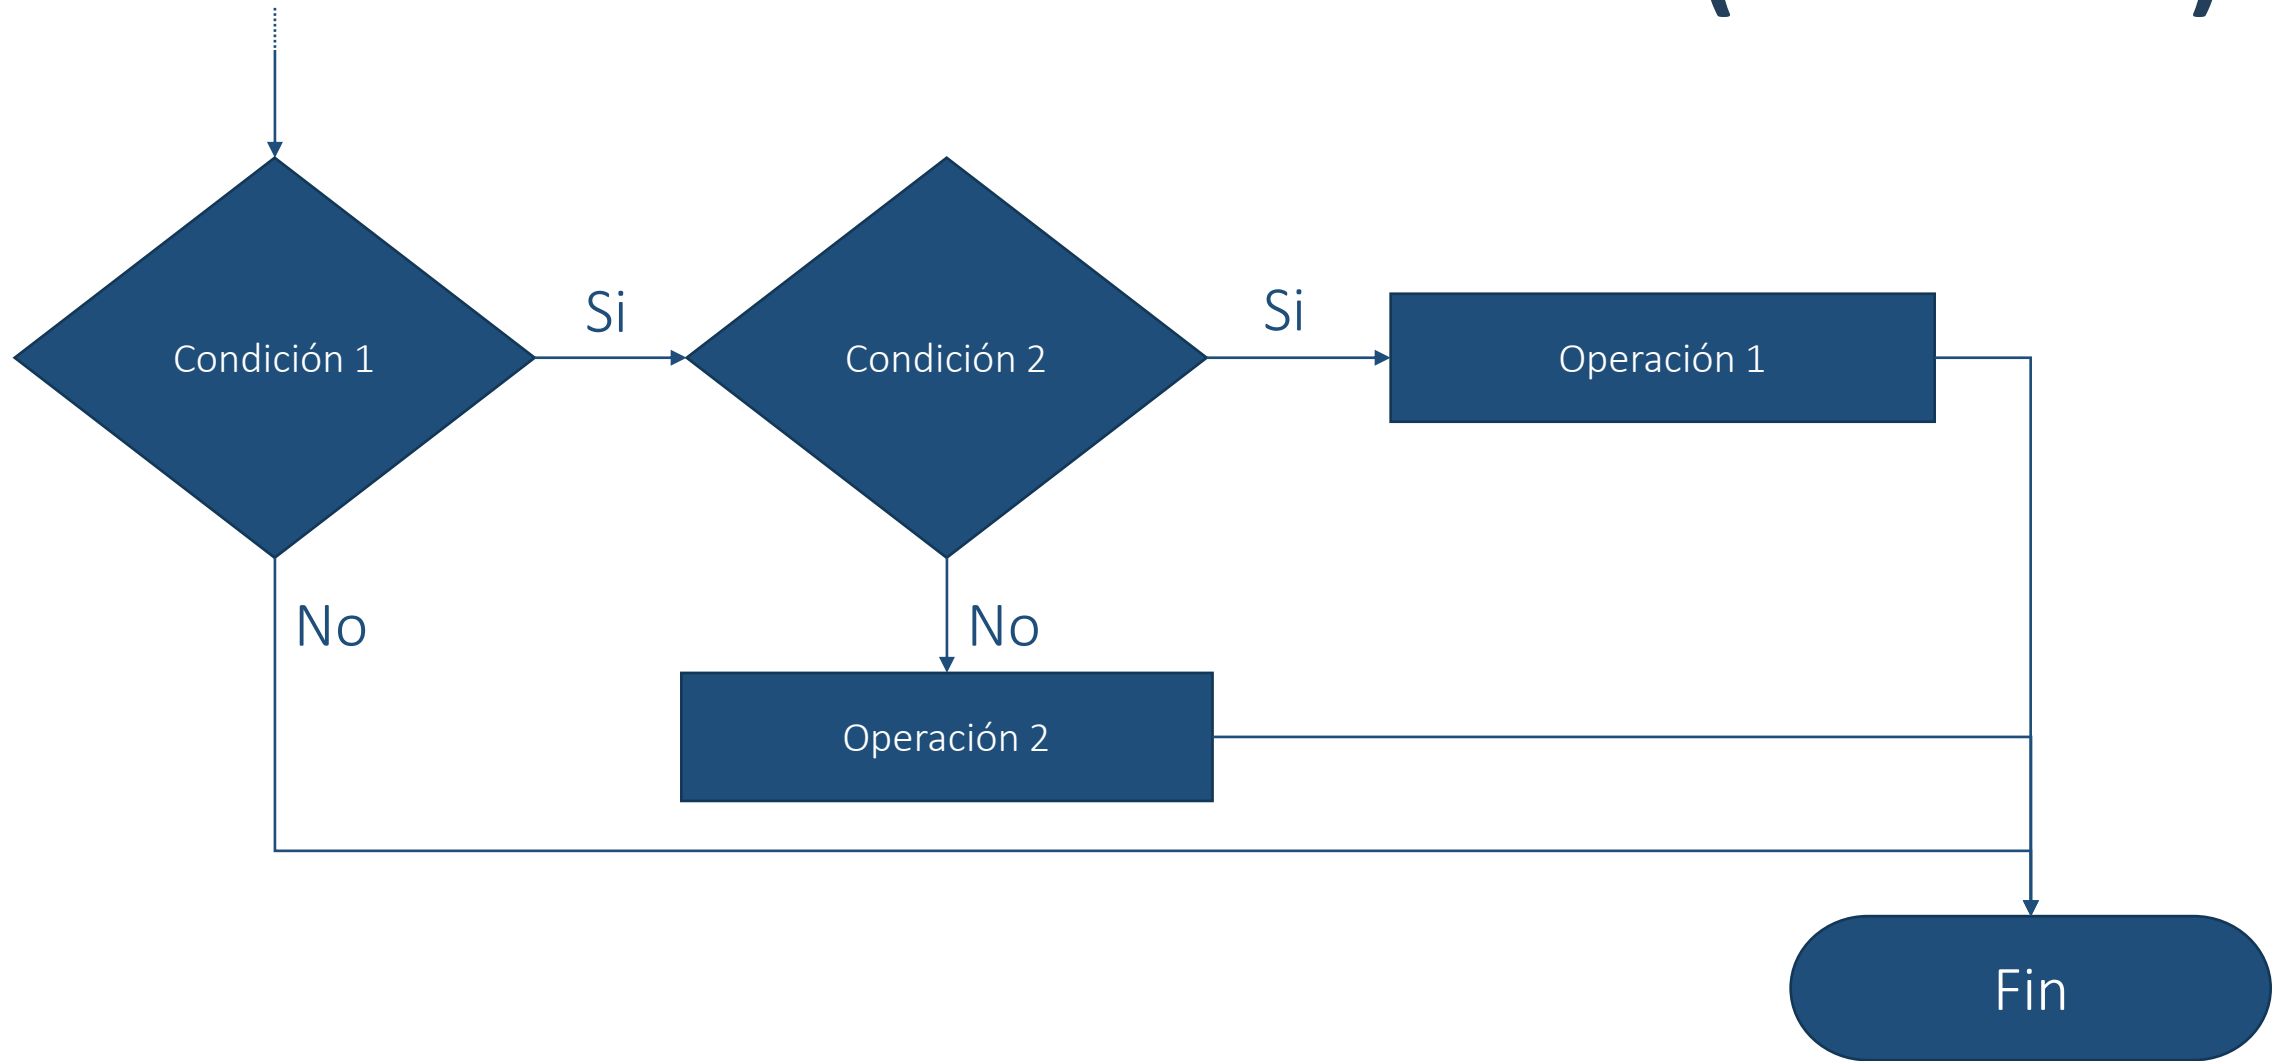 Si
Si
Condición 1
Condición 2
Operación 1
No
No
Operación 2
Fin